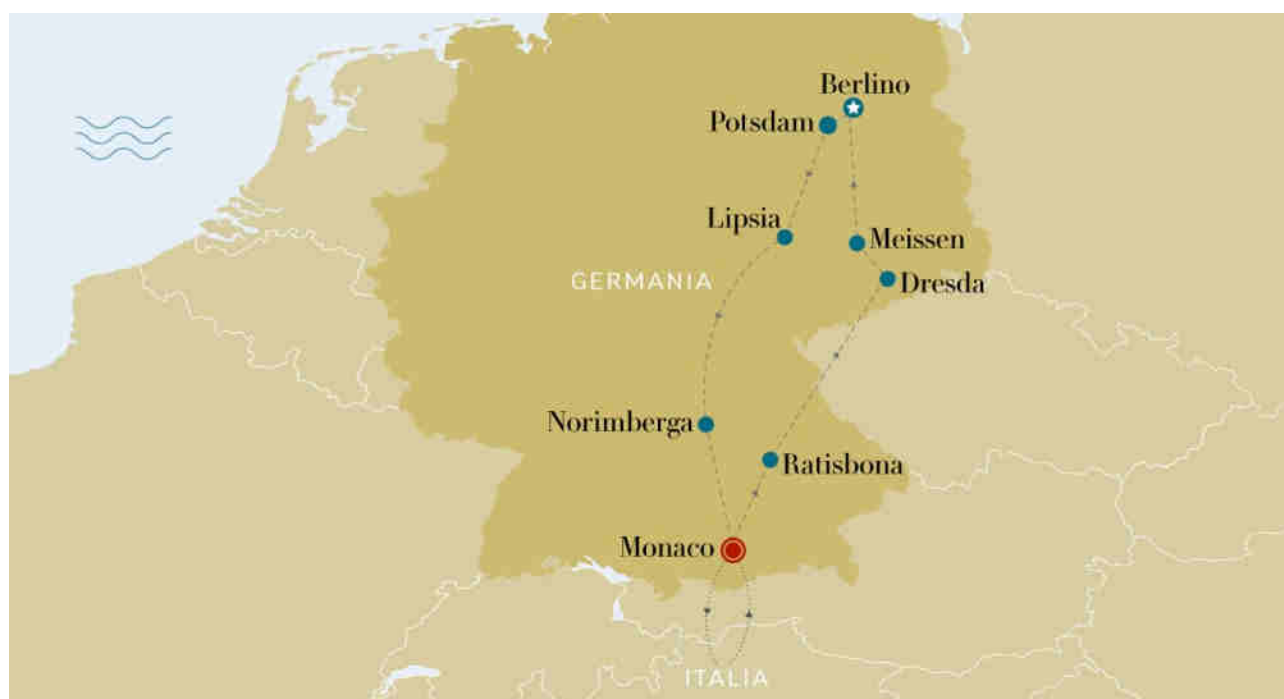 Berlino
Potsdam
Lipsia
Meissen
GERMANIA
Dresda
Norimberga
Ratisbona
Monaco
ITALIA